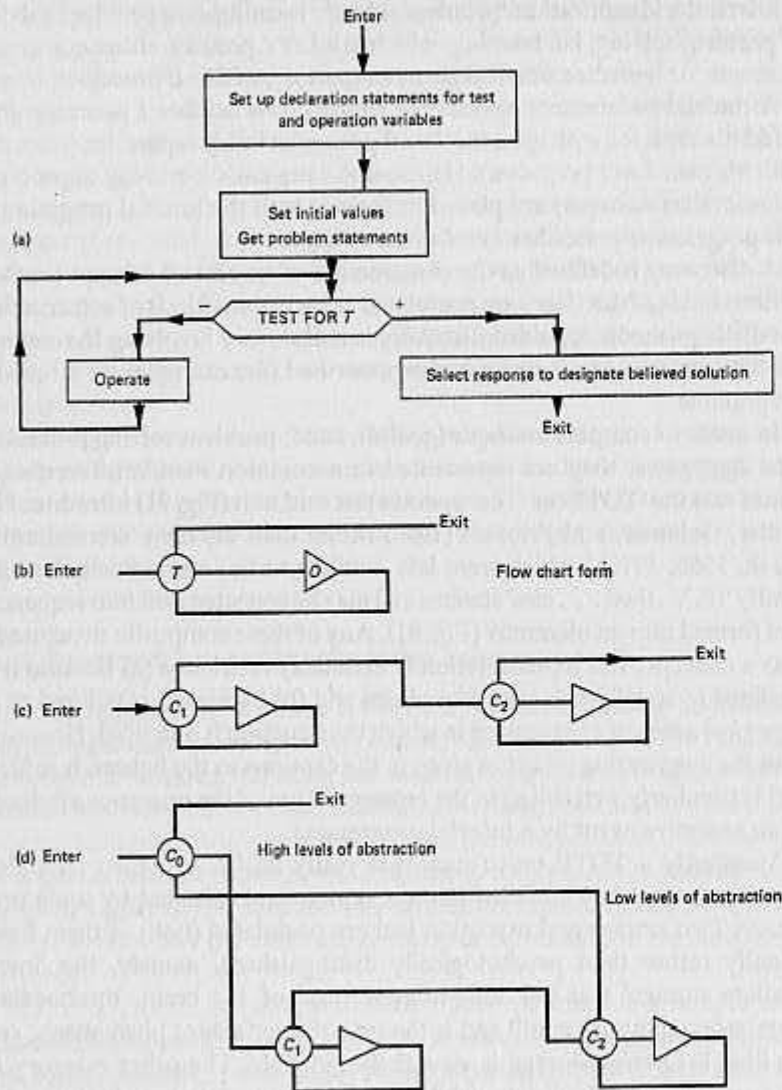 Enter
Set up declaration statements for test
and operation variables
Set initial values
Get problem statements
(a)
TEST FOR T
+
Operate
Select response to designate believed solution
Exit
Exit
(b) Enter
T
O
Flow chart form
Exit
(c) Enter
C1
C2
Exit
(d) Enter
C0
High levels of abstraction
Low levels of abstraction
C1
C2